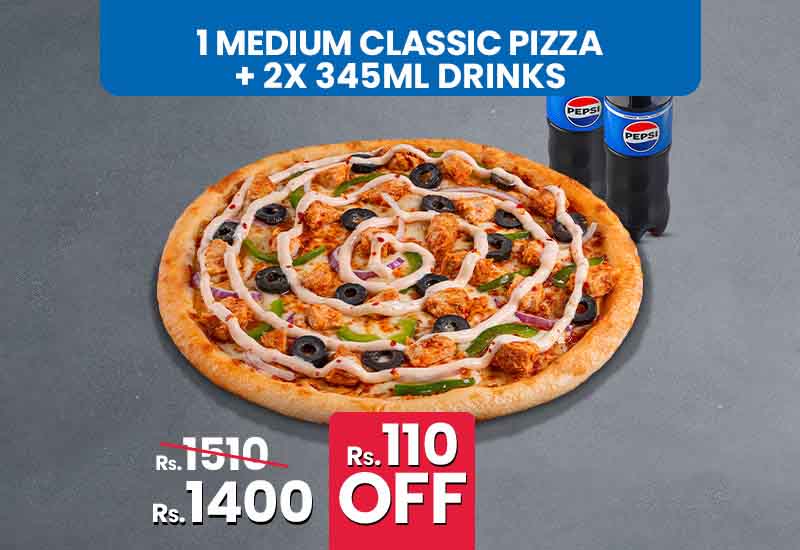 1 MEDIUM CLASSIC PIZZA
+ 2X 345ML DRINKS
PEPSI
PEPSI
Rs.1510
Rs.1400
Rs.110
OFF